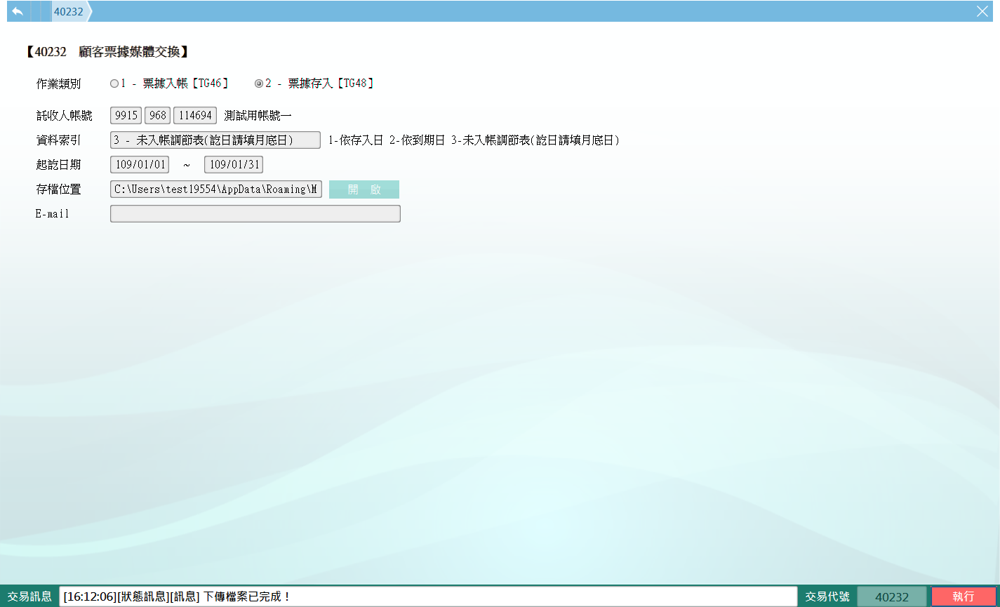 40232
【40232 顧客票據媒體交換】
作業類別 1 - 票據入帳【TG46】 2 - 票據存入【TG48】
託收人帳號 9915 968 114694 測試用帳號一
資料索引 3 - 未入帳調節表(訖日請填月底日) 1-依存入日 2-依到期日 3-未入帳調節表(訖日請填月底日)
起訖日期 109/01/01 ~ 109/01/31
存檔位置 C:\Users\test19554\AppData\Roaming\M 開 啟
E-mail
交易訊息 [16:12:06][狀態訊息][訊息] 下傳檔案已完成！ 交易代號 40232 執行